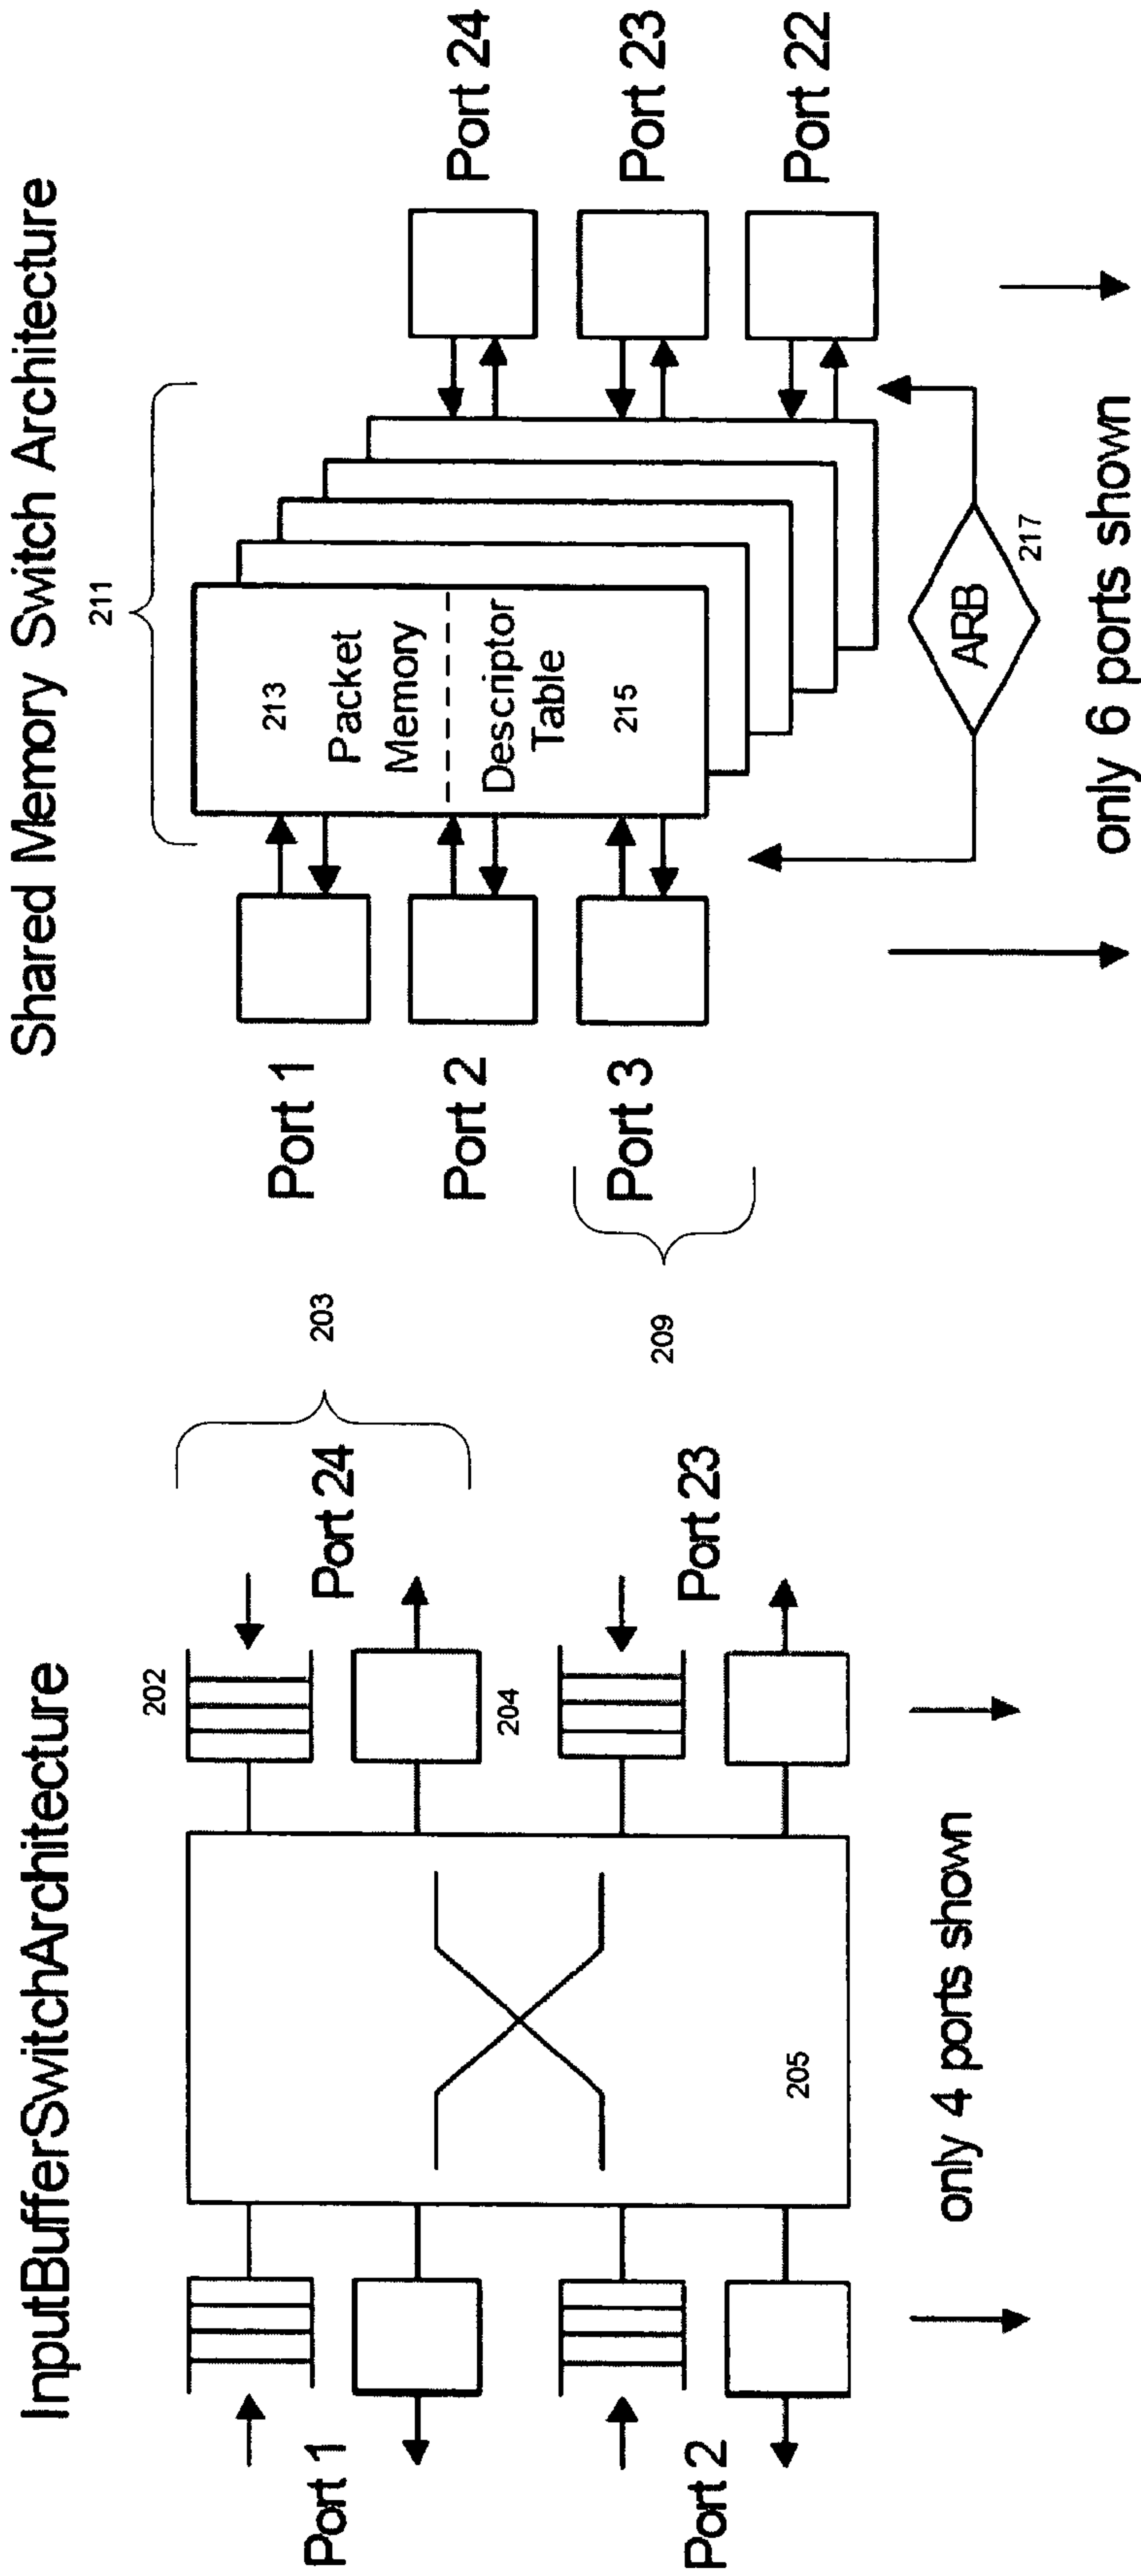 InputBufferSwitchArchitecture
202
Port 1
Port 24
203
204
Port 2
Port 23
205
only 4 ports shown
Shared Memory Switch Architecture
211
Port 1
213
Packet
Memory
Port 24
Port 2
Descriptor
Table
Port 23
Port 3
215
209
Port 22
ARB
217
only 6 ports shown